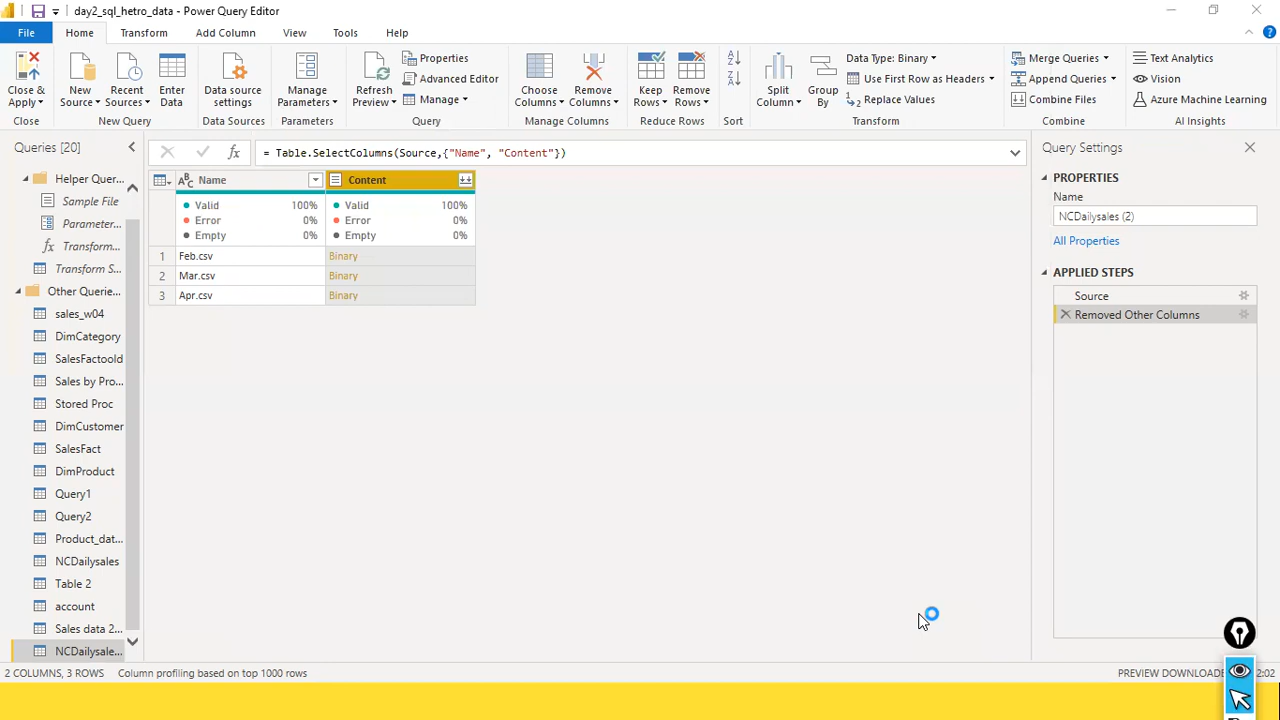 day2_sql_hetro_data - Power Query Editor
File Home Transform Add Column View Tools Help
Close & Apply
New Source
Recent Sources
Enter Data
Data source settings
Manage Parameters
Refresh Preview
Properties
Advanced Editor
Manage
Choose Columns
Remove Columns
Keep Rows
Remove Rows
Split Column
Group By
Data Type: Binary
Use First Row as Headers
Replace Values
Merge Queries
Append Queries
Combine Files
Text Analytics
Vision
Azure Machine Learning
Close New Query Data Sources Parameters Query Manage Columns Reduce Rows Sort Transform Combine AI Insights
Queries [20]
Helper Quer...
Sample File
Parameter...
Transform...
Transform S...
Other Querie...
sales_w04
DimCategory
SalesFactoold
Sales by Pro...
Stored Proc
DimCustomer
SalesFact
DimProduct
Query1
Query2
Product_dat...
NCDailysales
Table 2
account
Sales data 2...
NCDailysale...
fx = Table.SelectColumns(Source,{"Name", "Content"})
ABC Name Content
Valid 100% Valid 100%
Error 0% Error 0%
Empty 0% Empty 0%
1 Feb.csv Binary
2 Mar.csv Binary
3 Apr.csv Binary
Query Settings
PROPERTIES
Name
NCDailysales (2)
All Properties
APPLIED STEPS
Source
Removed Other Columns
2 COLUMNS, 3 ROWS Column profiling based on top 1000 rows PREVIEW DOWNLOADE 2:02